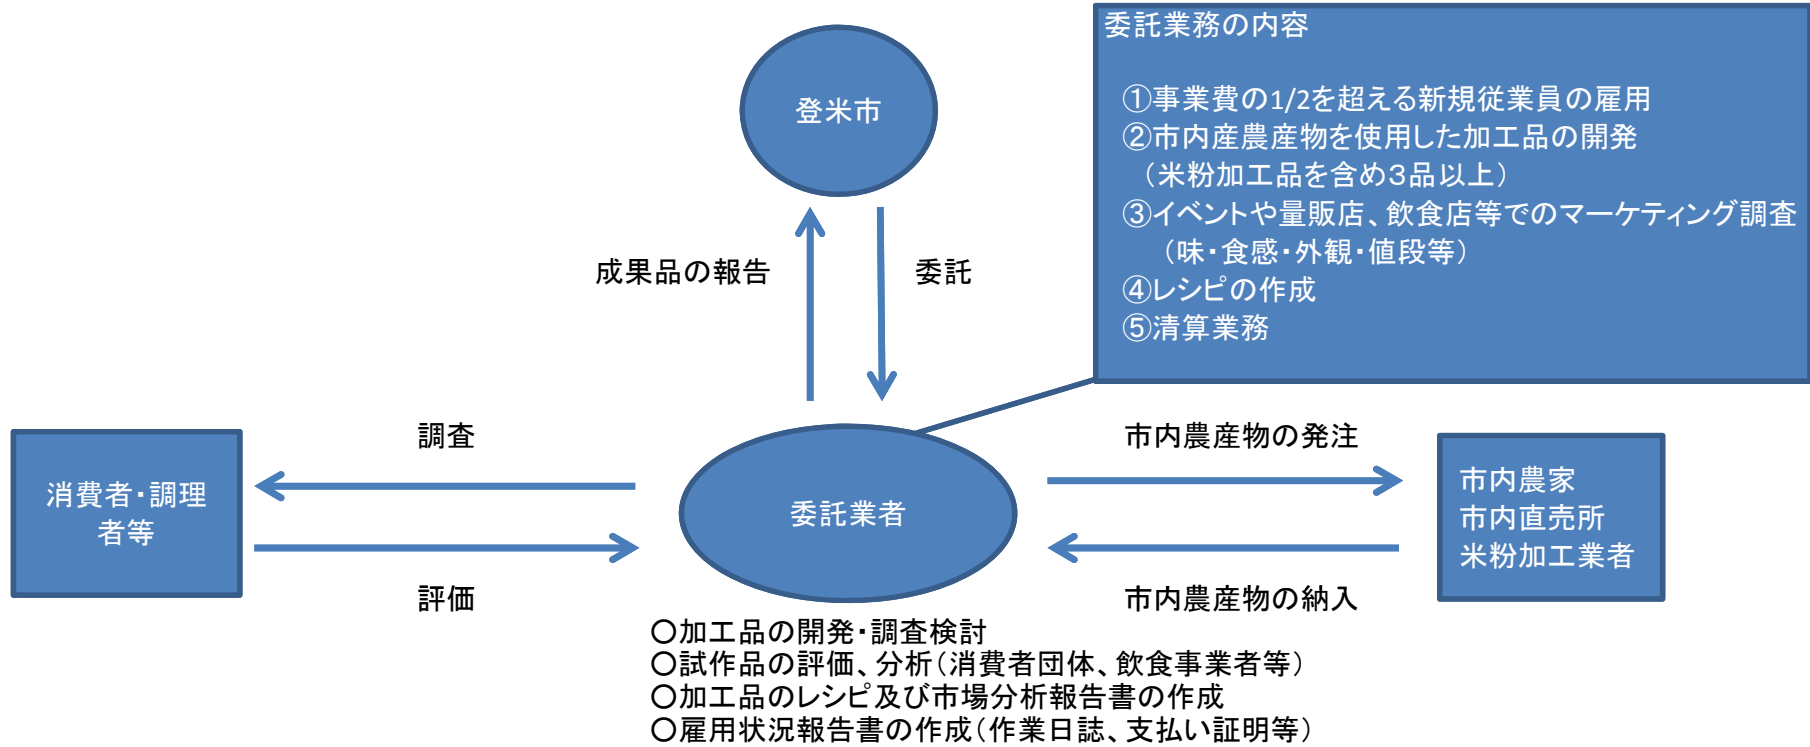 委託業務の内容
①事業費の1/2を超える新規従業員の雇用
②市内産農産物を使用した加工品の開発
（米粉加工品を含め３品以上）
③イベントや量販店、飲食店等でのマーケティング調査
（味・食感・外観・値段等）
④レシピの作成
⑤清算業務
登米市
成果品の報告
委託
調査
市内農産物の発注
消費者・調理
者等
委託業者
市内農家
市内直売所
米粉加工業者
評価
市内農産物の納入
○加工品の開発・調査検討
○試作品の評価、分析（消費者団体、飲食事業者等）
○加工品のレシピ及び市場分析報告書の作成
○雇用状況報告書の作成（作業日誌、支払い証明等）